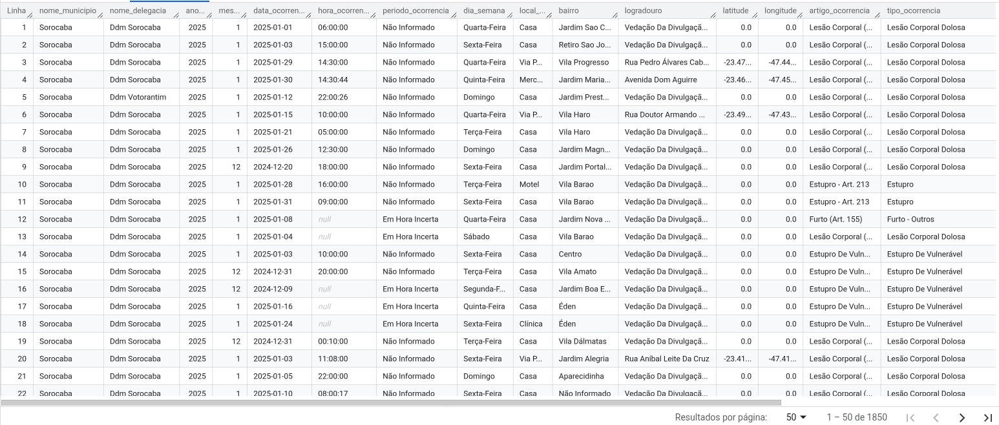 Linha nome_municipio nome_delegacia ano... mes... data_ocorren... hora_ocorren... periodo_ocorrencia dia_semana local_... bairro logradouro latitude longitude artigo_ocorrencia tipo_ocorrencia
1 Sorocaba Ddm Sorocaba 2025 1 2025-01-01 06:00:00 Não Informado Quarta-Feira Casa Jardim Sao C... Vedação Da Divulgaçã... 0.0 0.0 Lesão Corporal (... Lesão Corporal Dolosa
2 Sorocaba Ddm Sorocaba 2025 1 2025-01-03 15:00:00 Não Informado Sexta-Feira Casa Retiro Sao Jo... Vedação Da Divulgaçã... 0.0 0.0 Lesão Corporal (... Lesão Corporal Dolosa
3 Sorocaba Ddm Sorocaba 2025 1 2025-01-29 14:30:00 Não Informado Quarta-Feira Via P... Vila Progresso Rua Pedro Álvares Cab... -23.47... -47.44... Lesão Corporal (... Lesão Corporal Dolosa
4 Sorocaba Ddm Sorocaba 2025 1 2025-01-30 14:30:44 Não Informado Quinta-Feira Merc... Jardim Maria... Avenida Dom Aguirre -23.46... -47.45... Lesão Corporal (... Lesão Corporal Dolosa
5 Sorocaba Ddm Votorantim 2025 1 2025-01-12 22:00:26 Não Informado Domingo Casa Jardim Prest... Vedação Da Divulgaçã... 0.0 0.0 Lesão Corporal (... Lesão Corporal Dolosa
6 Sorocaba Ddm Sorocaba 2025 1 2025-01-15 10:00:00 Não Informado Quarta-Feira Via P... Vila Haro Rua Doutor Armando ... -23.49... -47.43... Lesão Corporal (... Lesão Corporal Dolosa
7 Sorocaba Ddm Sorocaba 2025 1 2025-01-21 05:00:00 Não Informado Terça-Feira Casa Vila Haro Vedação Da Divulgaçã... 0.0 0.0 Lesão Corporal (... Lesão Corporal Dolosa
8 Sorocaba Ddm Sorocaba 2025 1 2025-01-26 12:30:00 Não Informado Domingo Casa Jardim Magn... Vedação Da Divulgaçã... 0.0 0.0 Lesão Corporal (... Lesão Corporal Dolosa
9 Sorocaba Ddm Sorocaba 2025 12 2024-12-20 18:00:00 Não Informado Sexta-Feira Casa Jardim Portal... Vedação Da Divulgaçã... 0.0 0.0 Lesão Corporal (... Lesão Corporal Dolosa
10 Sorocaba Ddm Sorocaba 2025 1 2025-01-28 16:00:00 Não Informado Terça-Feira Motel Vila Barao Vedação Da Divulgaçã... 0.0 0.0 Estupro - Art. 213 Estupro
11 Sorocaba Ddm Sorocaba 2025 1 2025-01-31 09:00:00 Não Informado Sexta-Feira Casa Vila Barao Vedação Da Divulgaçã... 0.0 0.0 Estupro - Art. 213 Estupro
12 Sorocaba Ddm Sorocaba 2025 1 2025-01-08 null Em Hora Incerta Quarta-Feira Casa Jardim Nova ... Vedação Da Divulgaçã... 0.0 0.0 Furto (Art. 155) Furto - Outros
13 Sorocaba Ddm Sorocaba 2025 1 2025-01-04 null Em Hora Incerta Sábado Casa Vila Barao Vedação Da Divulgaçã... 0.0 0.0 Lesão Corporal (... Lesão Corporal Dolosa
14 Sorocaba Ddm Sorocaba 2025 1 2025-01-03 10:00:00 Não Informado Sexta-Feira Casa Centro Vedação Da Divulgaçã... 0.0 0.0 Estupro De Vuln... Estupro De Vulnerável
15 Sorocaba Ddm Sorocaba 2025 12 2024-12-31 20:00:00 Não Informado Terça-Feira Casa Vila Amato Vedação Da Divulgaçã... 0.0 0.0 Estupro De Vuln... Estupro De Vulnerável
16 Sorocaba Ddm Sorocaba 2025 12 2024-12-09 null Em Hora Incerta Segunda-F... Casa Jardim Boa E... Vedação Da Divulgaçã... 0.0 0.0 Estupro De Vuln... Estupro De Vulnerável
17 Sorocaba Ddm Sorocaba 2025 1 2025-01-16 null Em Hora Incerta Quinta-Feira Casa Éden Vedação Da Divulgaçã... 0.0 0.0 Estupro De Vuln... Estupro De Vulnerável
18 Sorocaba Ddm Sorocaba 2025 1 2025-01-24 null Em Hora Incerta Sexta-Feira Clínica Éden Vedação Da Divulgaçã... 0.0 0.0 Estupro De Vuln... Estupro De Vulnerável
19 Sorocaba Ddm Sorocaba 2025 12 2024-12-31 00:10:00 Não Informado Terça-Feira Casa Vila Dálmatas Vedação Da Divulgaçã... 0.0 0.0 Lesão Corporal (... Lesão Corporal Dolosa
20 Sorocaba Ddm Sorocaba 2025 1 2025-01-03 11:08:00 Não Informado Sexta-Feira Via P... Jardim Alegria Rua Aníbal Leite Da Cruz -23.41... -47.41... Lesão Corporal (... Lesão Corporal Dolosa
21 Sorocaba Ddm Sorocaba 2025 1 2025-01-05 22:00:00 Não Informado Domingo Casa Aparecidinha Vedação Da Divulgaçã... 0.0 0.0 Lesão Corporal (... Lesão Corporal Dolosa
22 Sorocaba Ddm Sorocaba 2025 1 2025-01-10 08:00:17 Não Informado Sexta-Feira Casa Não Informado Vedação Da Divulgaçã... 0.0 0.0 Lesão Corporal (... Lesão Corporal Dolosa
Resultados por página: 50 1 – 50 de 1850